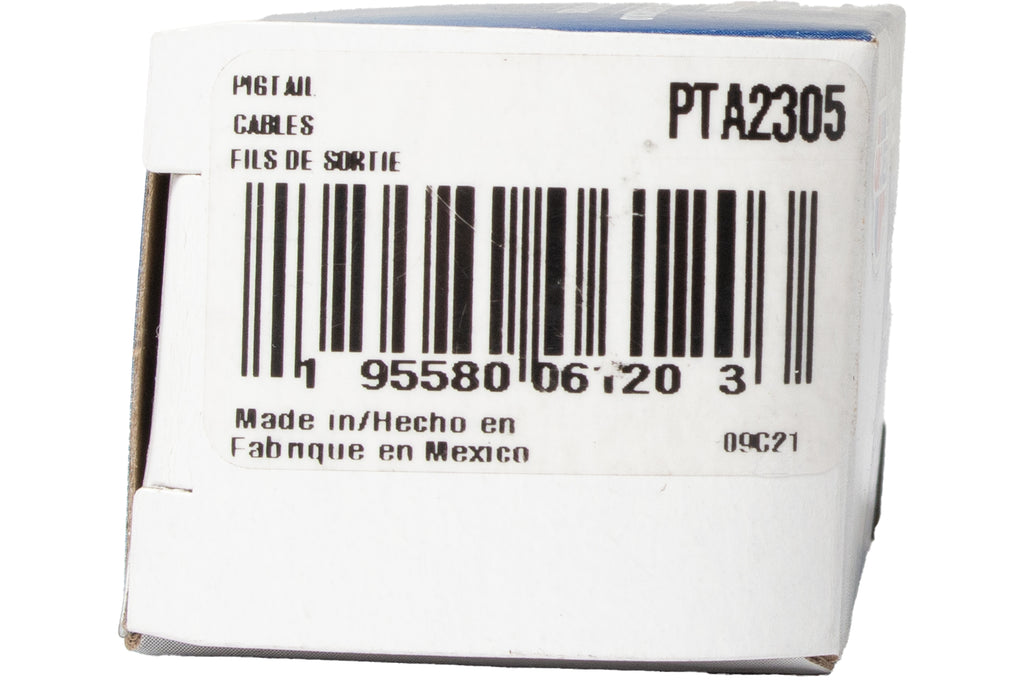 PIGTAIL
PTA2305
CABLES
FILS DE SORTIE
1 95580 06120 3
Made in/Hecho en
Fabrique en Mexico
09C21